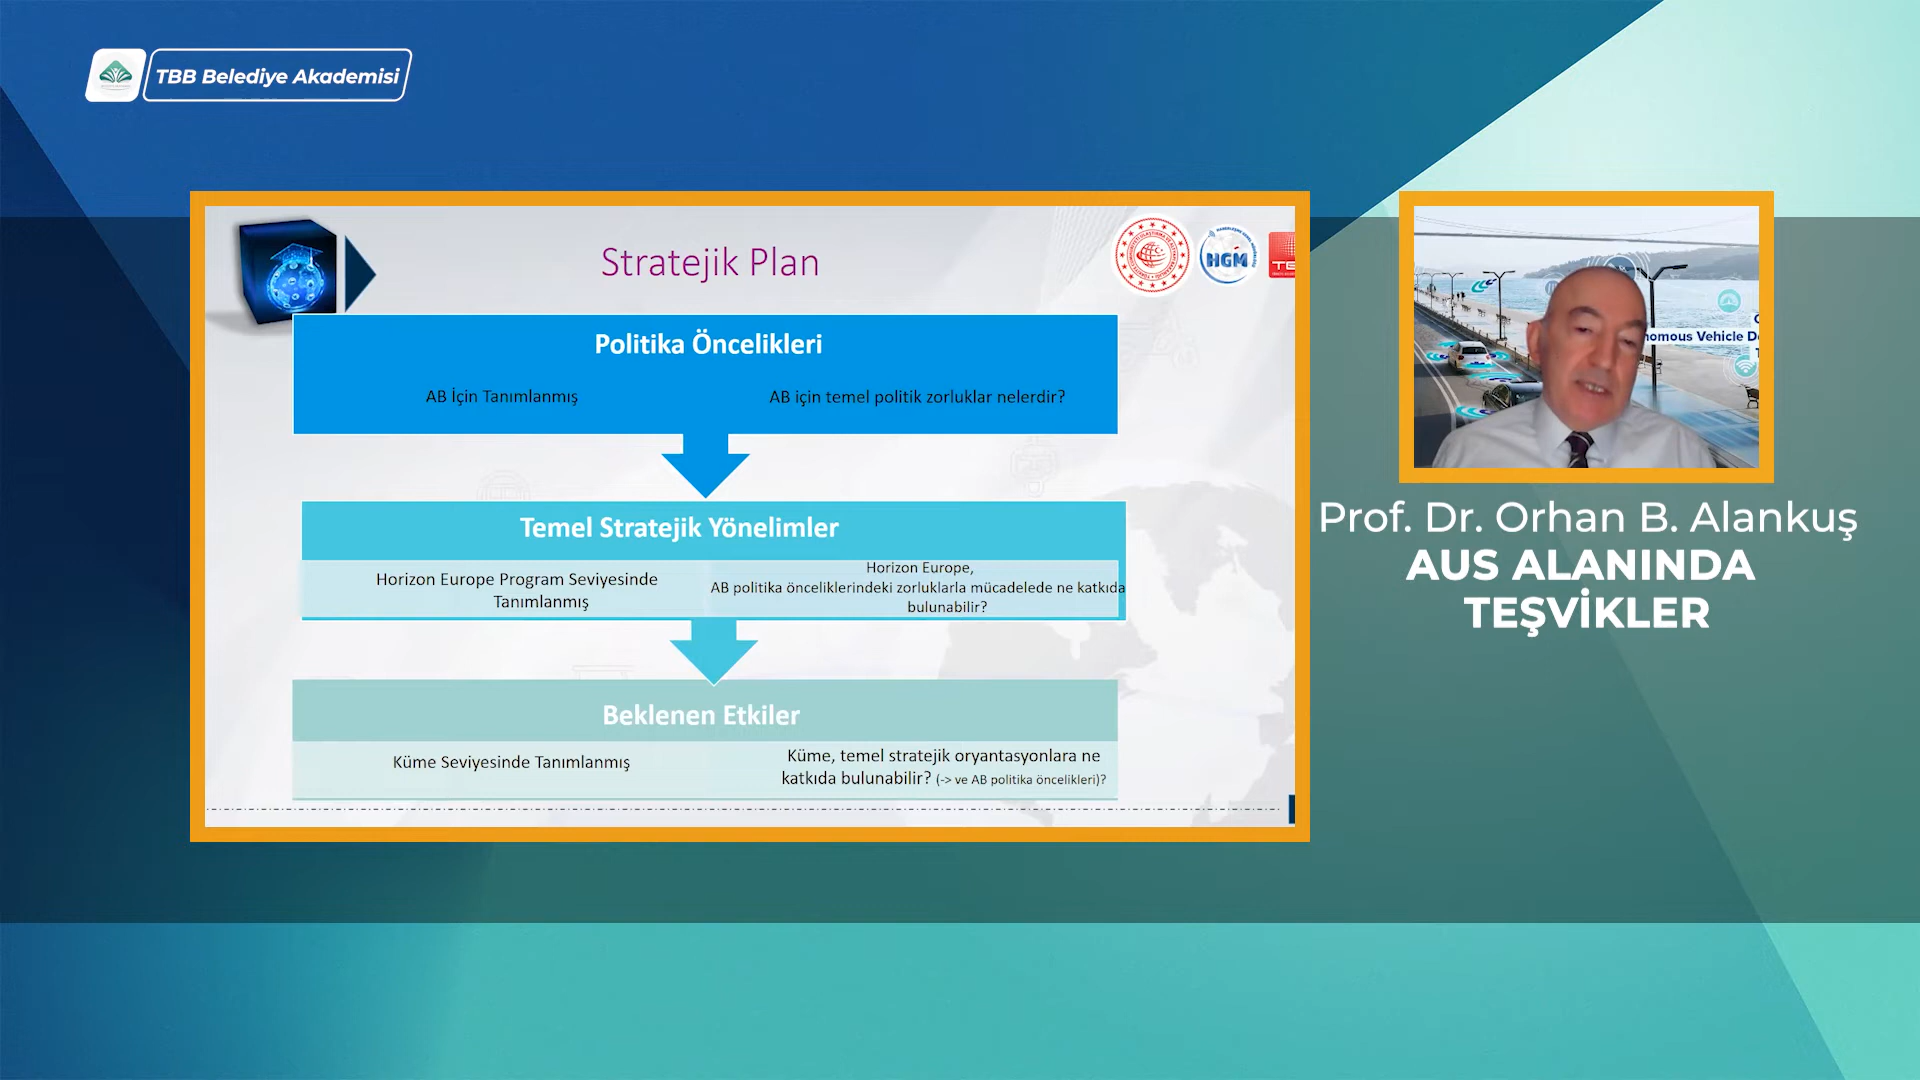 TBB Belediye Akademisi
Stratejik Plan
HGM
Politika Öncelikleri
AB İçin Tanımlanmış
AB için temel politik zorluklar nelerdir?
Temel Stratejik Yönelimler
Horizon Europe Program Seviyesinde
Tanımlanmış
Horizon Europe,
AB politika önceliklerindeki zorluklarla mücadelede ne katkıda
bulunabilir?
Beklenen Etkiler
Küme Seviyesinde Tanımlanmış
Küme, temel stratejik oryantasyonlara ne
katkıda bulunabilir? (-> ve AB politika öncelikleri)?
nomous Vehicle D
Prof. Dr. Orhan B. Alankuş
AUS ALANINDA
TEŞVİKLER